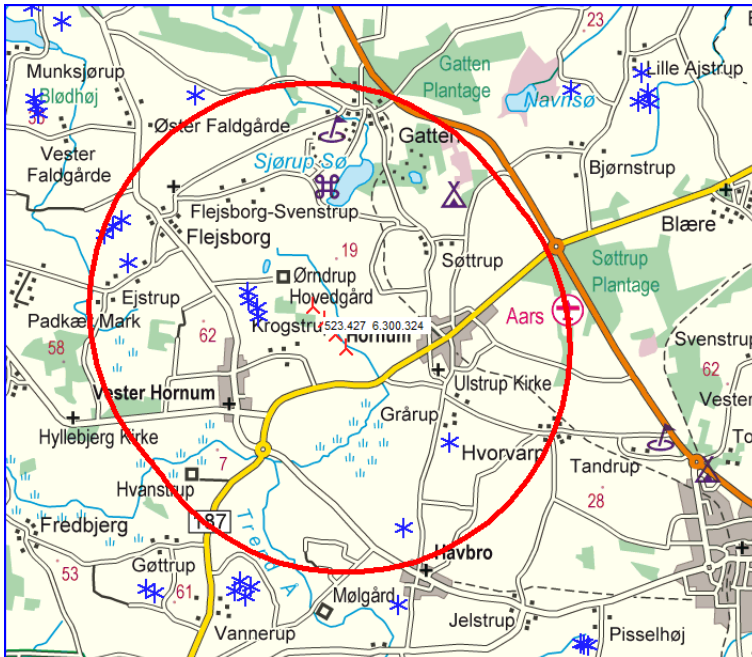 23
Munksjørup
Blødhøj
Gatten
Plantage
Lille Ajstrup
Navnsø
Øster Faldgårde
Gatten
Vester
Faldgårde
Sjørup Sø
Bjørnstrup
Flejsborg-Svenstrup
Blære
Flejsborg
19
Søttrup
Søttrup
Plantage
Ørndrup
Hovedgård
Ejstrup
Padkær Mark
Aars
523.427 6.300.324
Hornum
62
58
Svenstrup
62
Vester Hornum
Ulstrup Kirke
Vester
Grårup
Hyllebjerg Kirke
Hvorvarp
7
Tandrup
Hvanstrup
28
187
Fredbjerg
Trend Å
Havbro
Gøttrup
53
61
Mølgård
Jelstrup
Vannerup
Pisselhøj